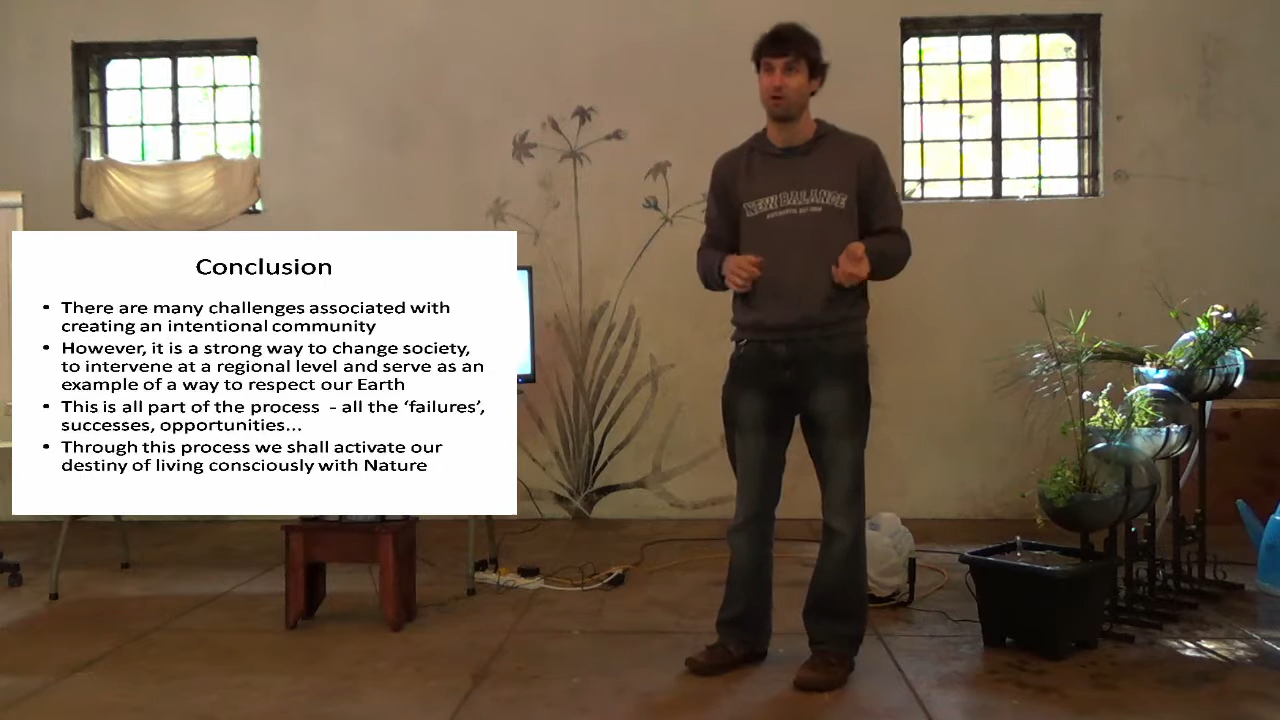 NEW BALANCE
Conclusion
• There are many challenges associated with
creating an intentional community
• However, it is a strong way to change society,
to intervene at a regional level and serve as an
example of a way to respect our Earth
• This is all part of the process - all the ‘failures’,
successes, opportunities...
• Through this process we shall activate our
destiny of living consciously with Nature